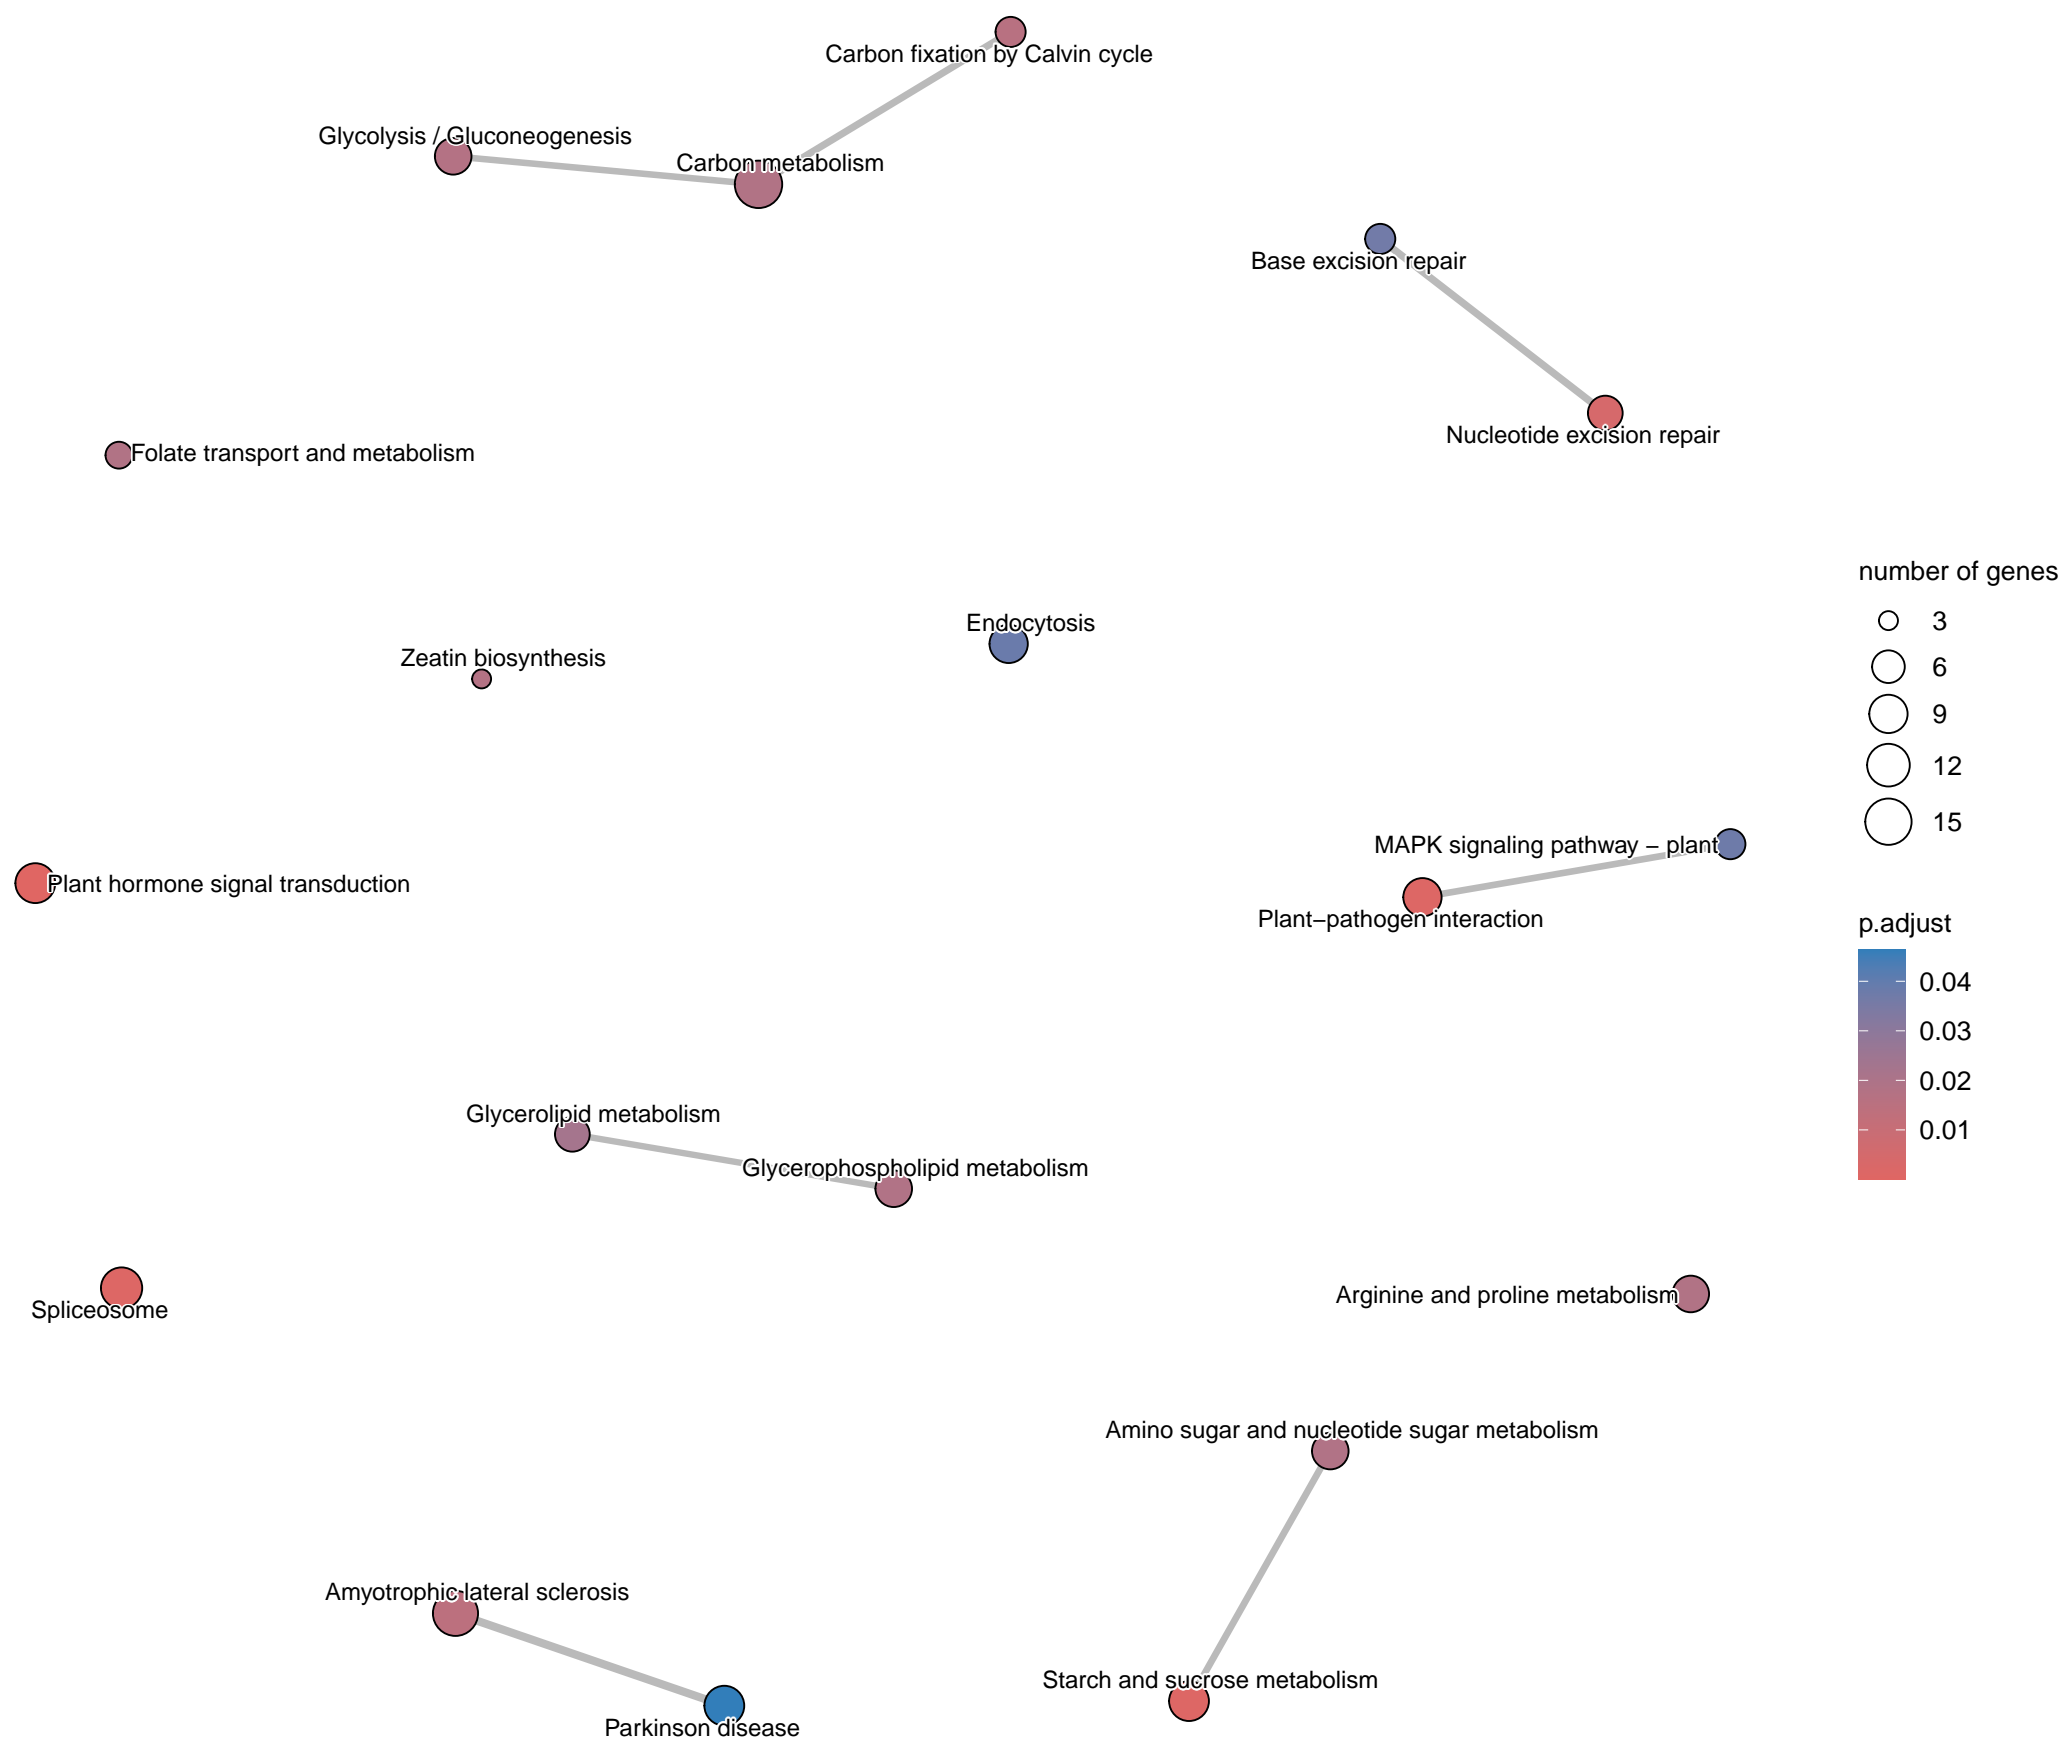 Carbon fixation by Calvin cycle
Glycolysis / Gluconeogenesis
Carbon metabolism
Base excision repair
Nucleotide excision repair
Folate transport and metabolism
Endocytosis
Zeatin biosynthesis
MAPK signaling pathway − plant
Plant hormone signal transduction
Plant−pathogen interaction
Glycerolipid metabolism
Glycerophospholipid metabolism
Spliceosome
Arginine and proline metabolism
Amino sugar and nucleotide sugar metabolism
Amyotrophic lateral sclerosis
Starch and sucrose metabolism
Parkinson disease
number of genes
3
6
9
12
15
p.adjust
0.04
0.03
0.02
0.01